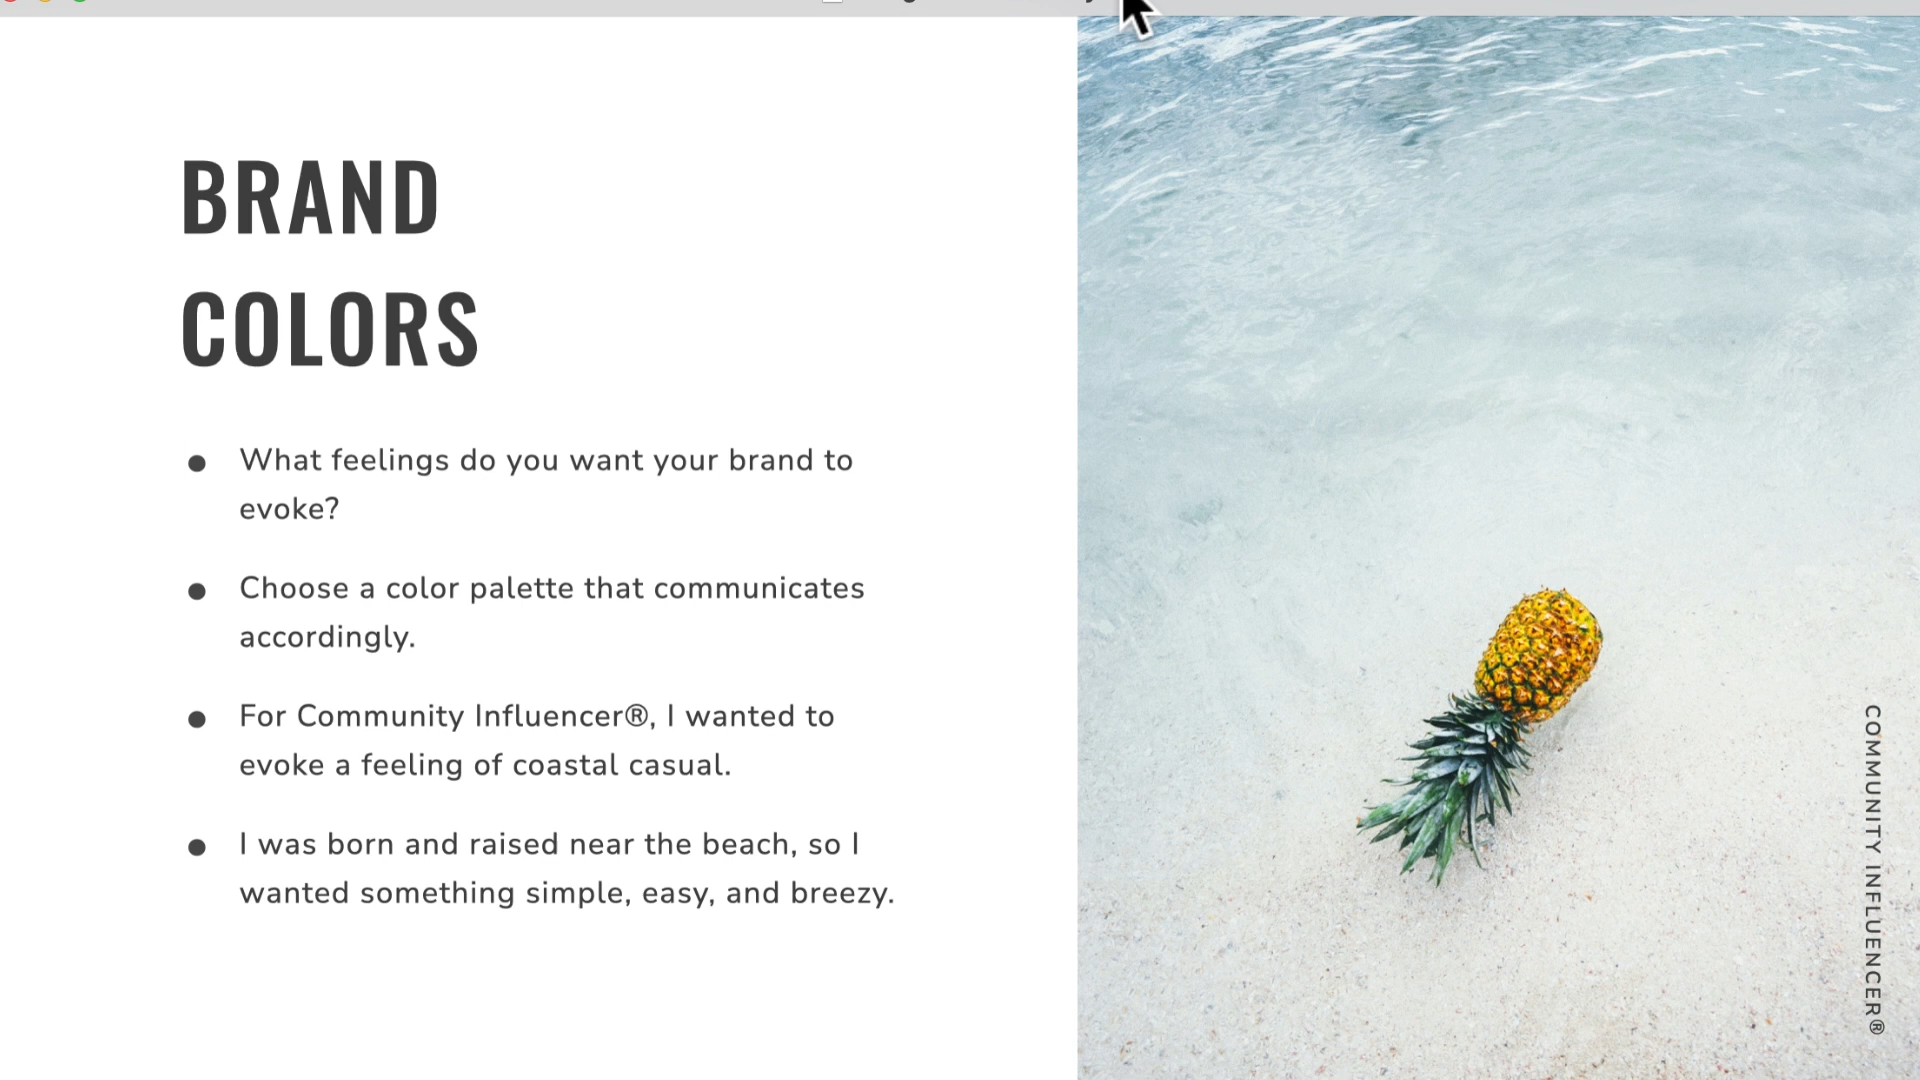 BRAND
COLORS
● What feelings do you want your brand to
evoke?
● Choose a color palette that communicates
accordingly.
● For Community Influencer®, I wanted to
evoke a feeling of coastal casual.
● I was born and raised near the beach, so I
wanted something simple, easy, and breezy.
COMMUNITY INFLUENCER®